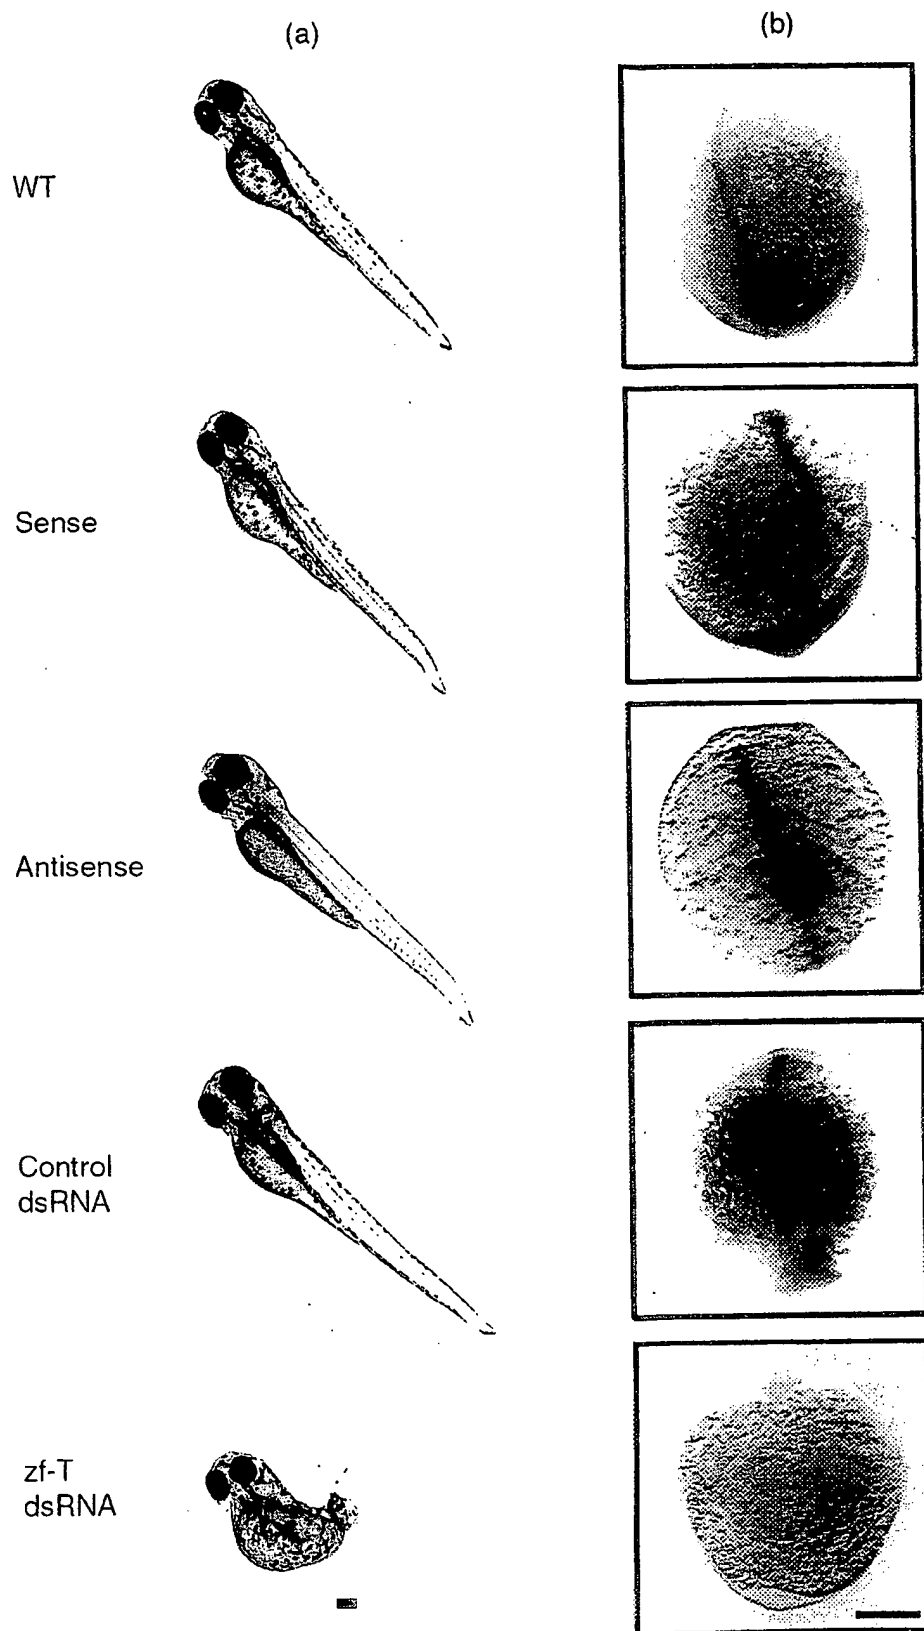 (a)
(b)
WT
Sense
Antisense
Control
dsRNA
zf-T
dsRNA